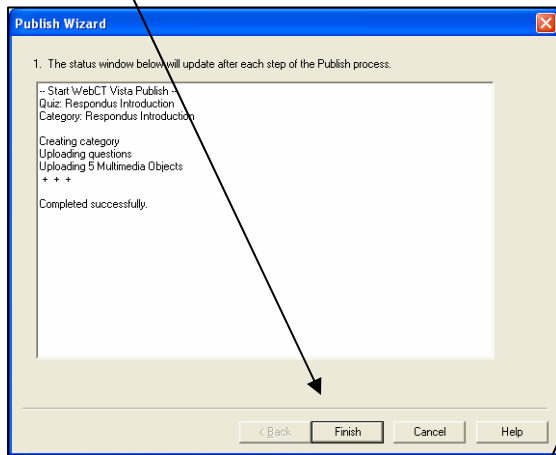 Publish Wizard
1. The status window below will update after each step of the Publish process.
-- Start WebCT Vista Publish --
Quiz: Respondus Introduction
Category: Respondus Introduction
Creating category
Uploading questions
Uploading 5 Multimedia Objects
+ + +
Completed successfully.
< Back Finish Cancel Help